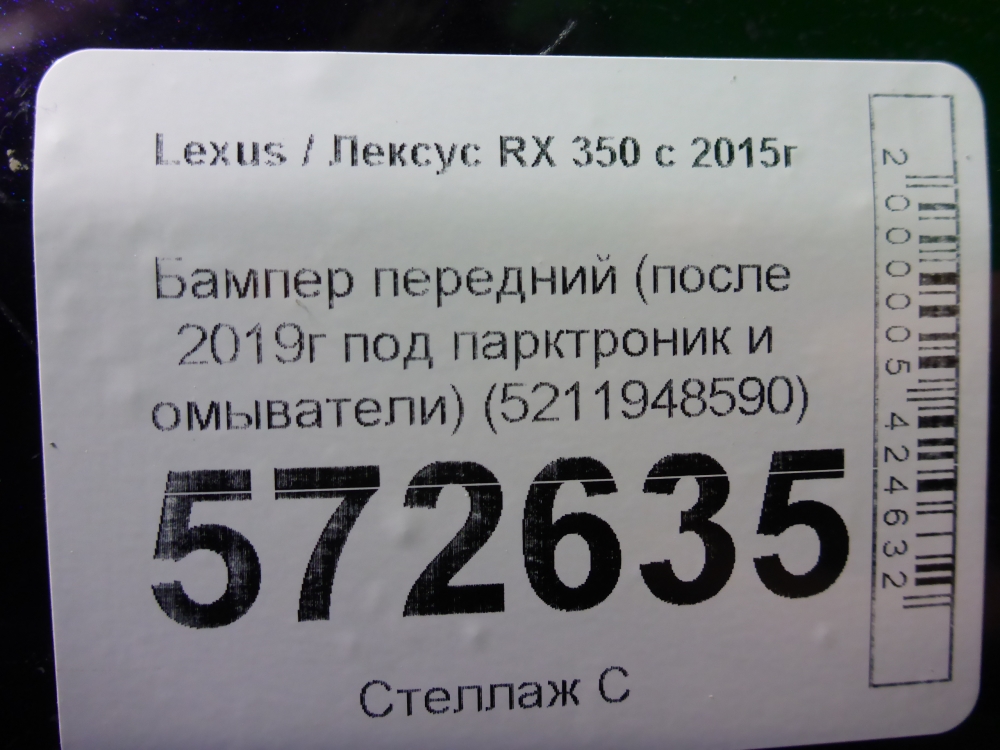 Lexus / Лексус RX 350 с 2015г
Бампер передний (после
2019г под парктроник и
омыватели) (5211948590)
572635
Стеллаж С
2000005424632